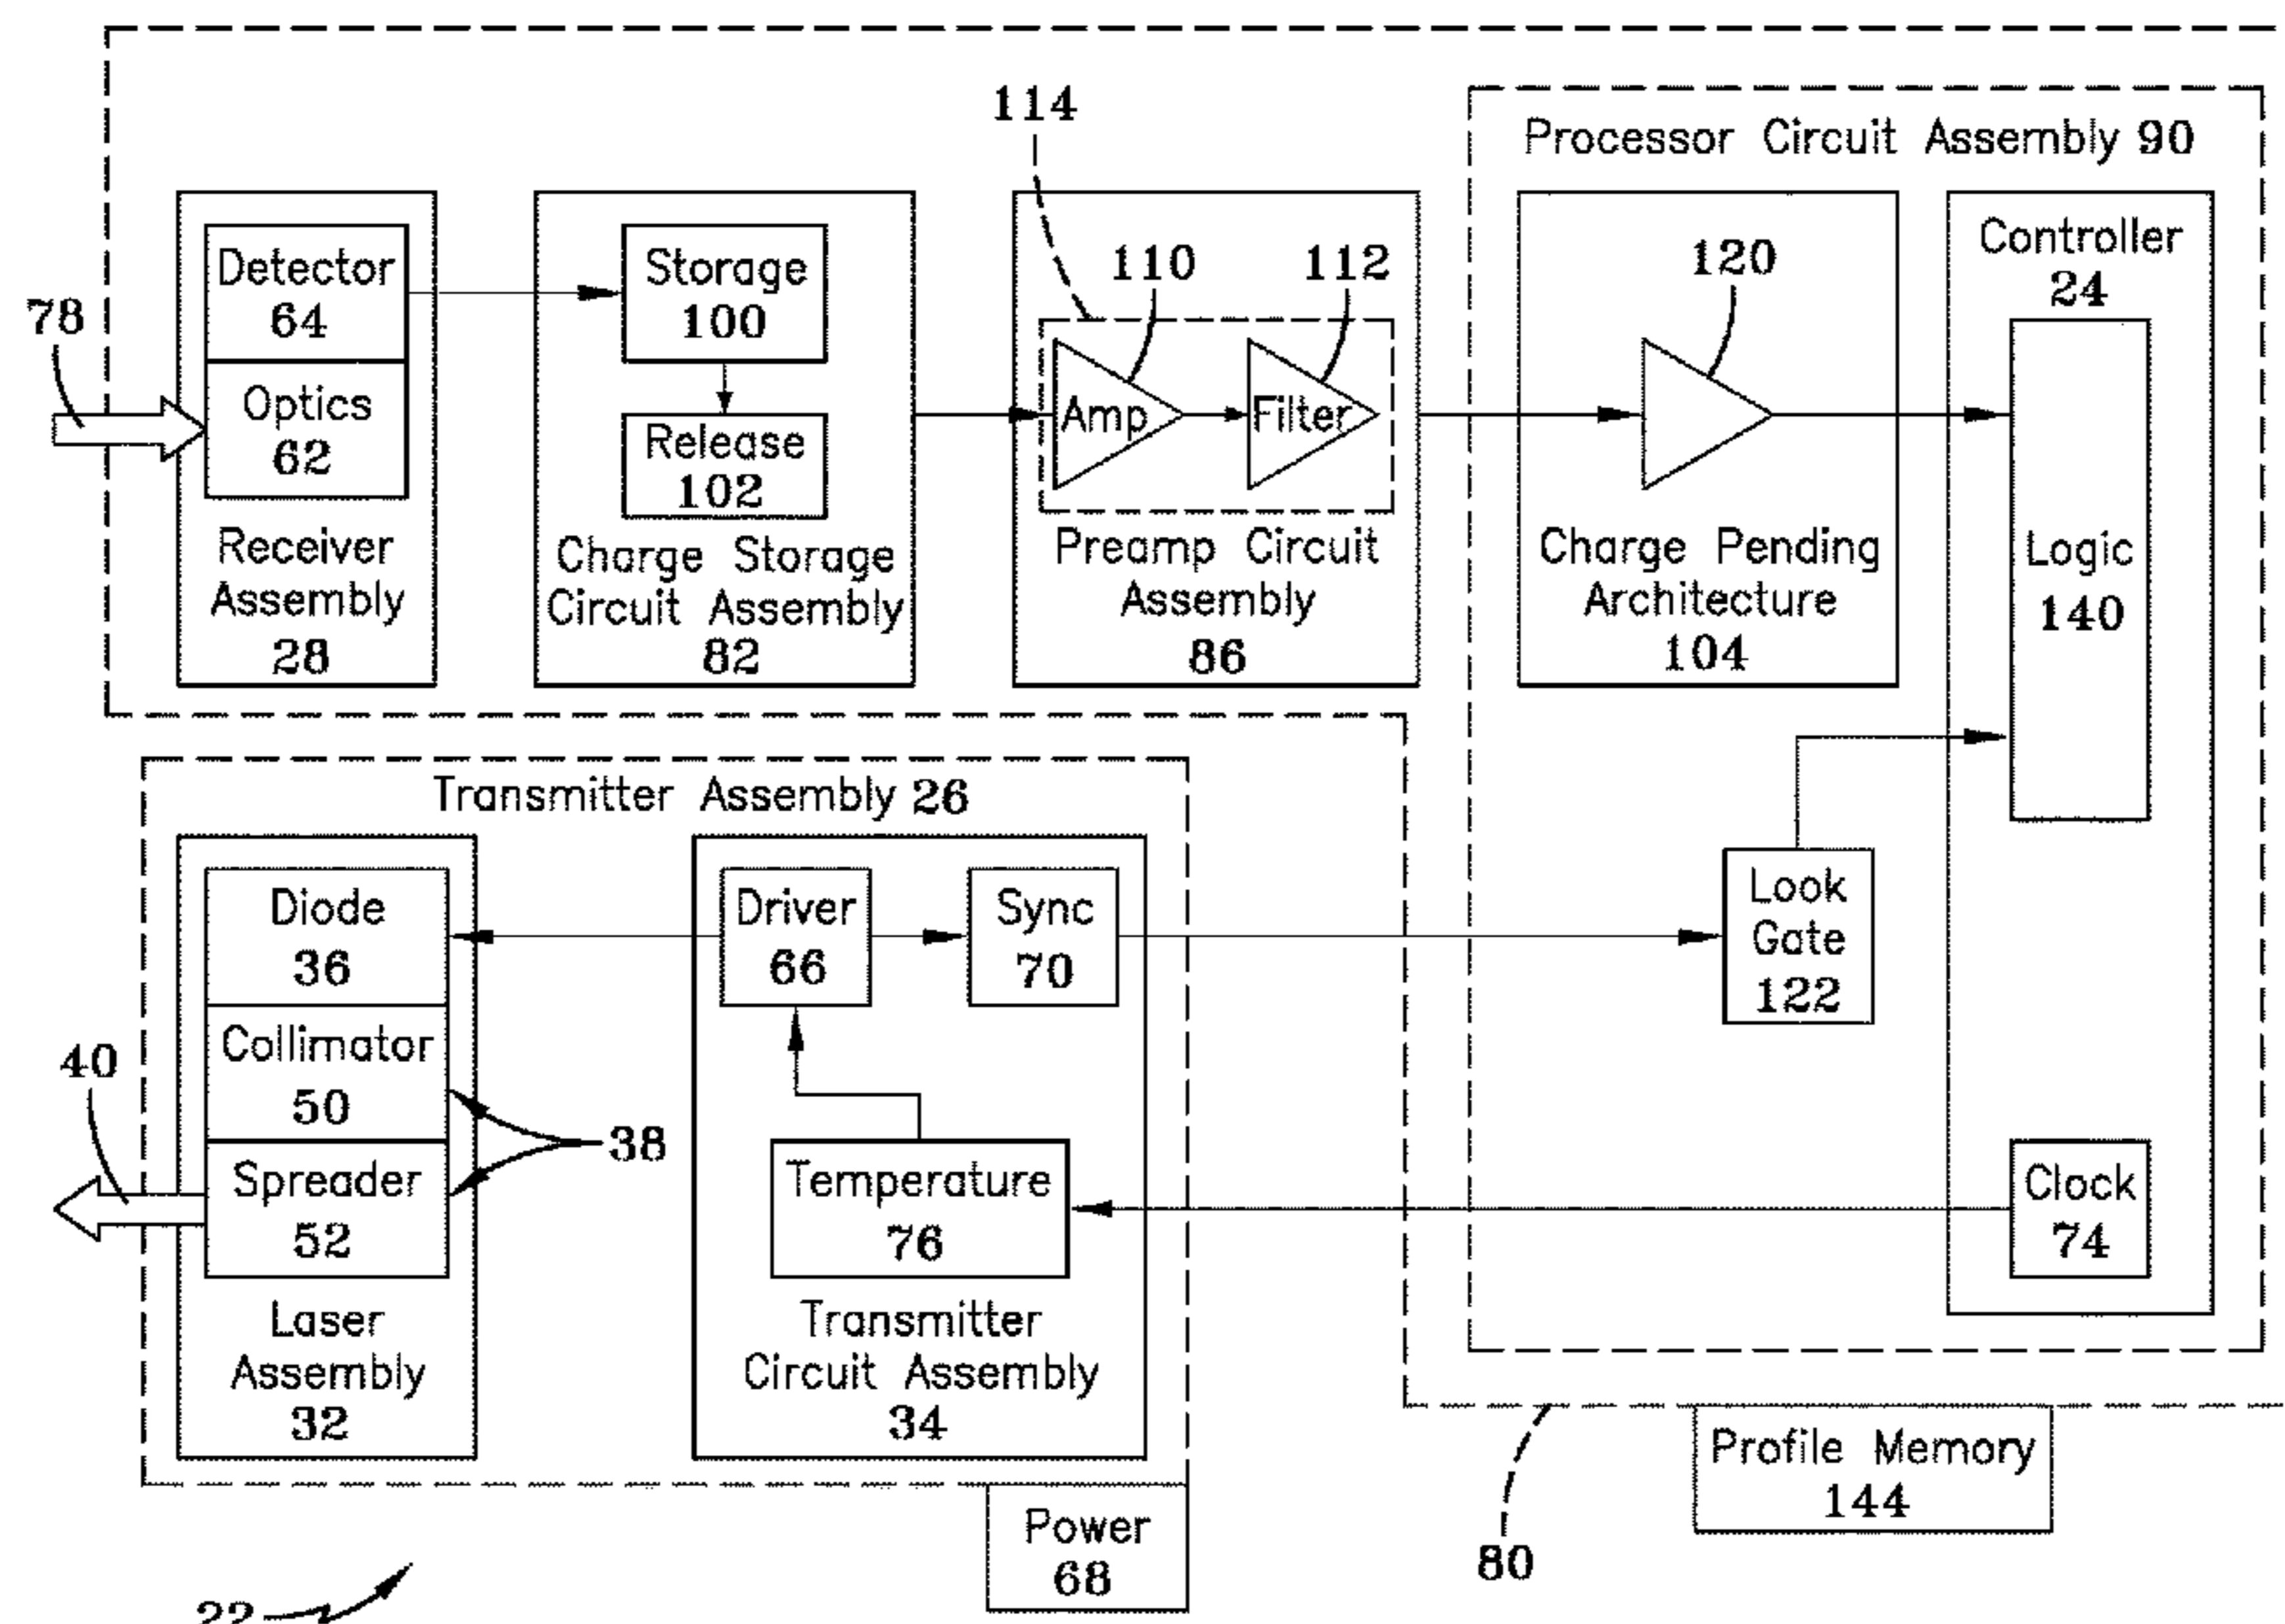 114
Processor Circuit Assembly 90
78
Detector
64
Optics
62
Receiver
Assembly
28
Storage
100
Release
102
Charge Storage
Circuit Assembly
82
110
112
Amp
Filter
Preamp Circuit
Assembly
86
120
Charge Pending
Architecture
104
Controller
24
Logic
140
Transmitter Assembly 26
Diode
36
Collimator
50
Spreader
52
40
38
Laser
Assembly
32
Driver
66
Sync
70
Temperature
76
Transmitter
Circuit Assembly
34
Look
Gate
122
Clock
74
Power
68
80
Profile Memory
144
22